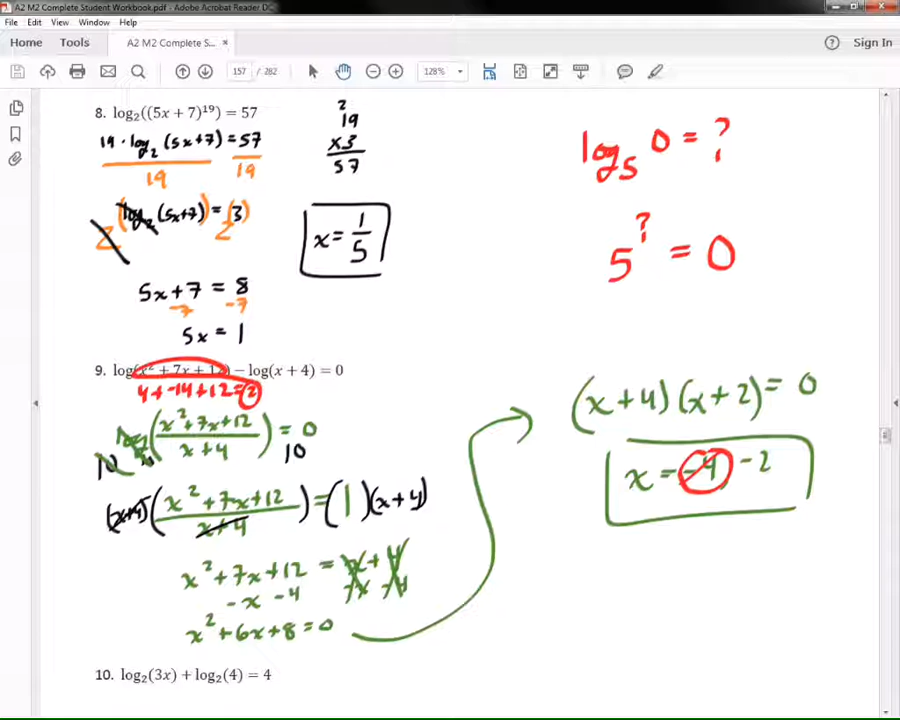 A2 M2 Complete Student Workbook.pdf - Adobe Acrobat Reader DC
File Edit View Window Help
Home Tools A2 M2 Complete S... × Sign In
157 / 282 128%
8. log₂((5x + 7)¹⁹) = 57
19 · log₂(5x+7) = 57
19 19
2^(log₂(5x+7)) = 2^(3)
5x+7 = 8
-7 -7
5x = 1
2
19
x3
57
x = 1/5
log₅ 0 = ?
5^? = 0
9. log(x² + 7x + 12) − log(x + 4) = 0
4 + -14 + 12 = 2
10^log((x²+7x+12)/(x+4)) = 10^0
(x+4)((x²+7x+12)/(x+4)) = (1)(x+4)
x²+7x+12 = x+4
-x -4 -x -4
x²+6x+8=0
(x+4)(x+2) = 0
x = -4, -2
10. log₂(3x) + log₂(4) = 4